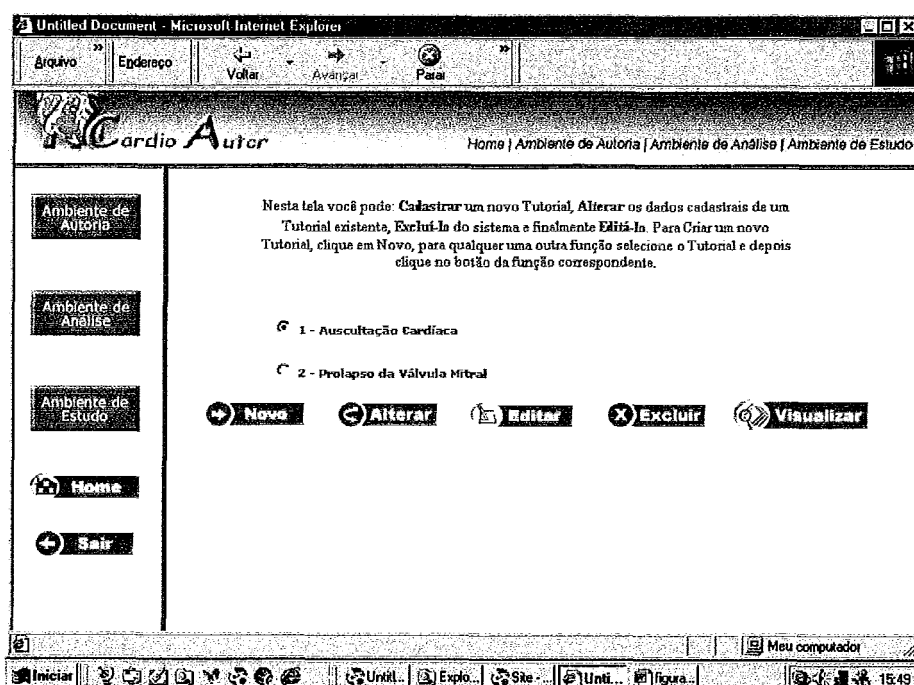 Untitled Document - Microsoft Internet Explorer
Arquivo » Endereço Voltar Avançar Parar »
Cardio Autor
Home | Ambiente de Autoria | Ambiente de Análise | Ambiente de Estudo
Ambiente de
Autoria
Nesta tela você pode: Cadastrar um novo Tutorial, Alterar os dados cadastrais de um
Tutorial existente, Excluí-lo do sistema e finalmente Editá-lo. Para Criar um novo
Tutorial, clique em Novo, para qualquer uma outra função selecione o Tutorial e depois
clique no botão da função correspondente.
Ambiente de
Análise
1 - Auscultação Cardíaca
2 - Prolapso da Válvula Mitral
Ambiente de
Estudo
Novo Alterar Editar Excluir Visualizar
Home
Sair
Meu computador
Iniciar Untitl... Explo... Site - ... Unti... figura... 15:49